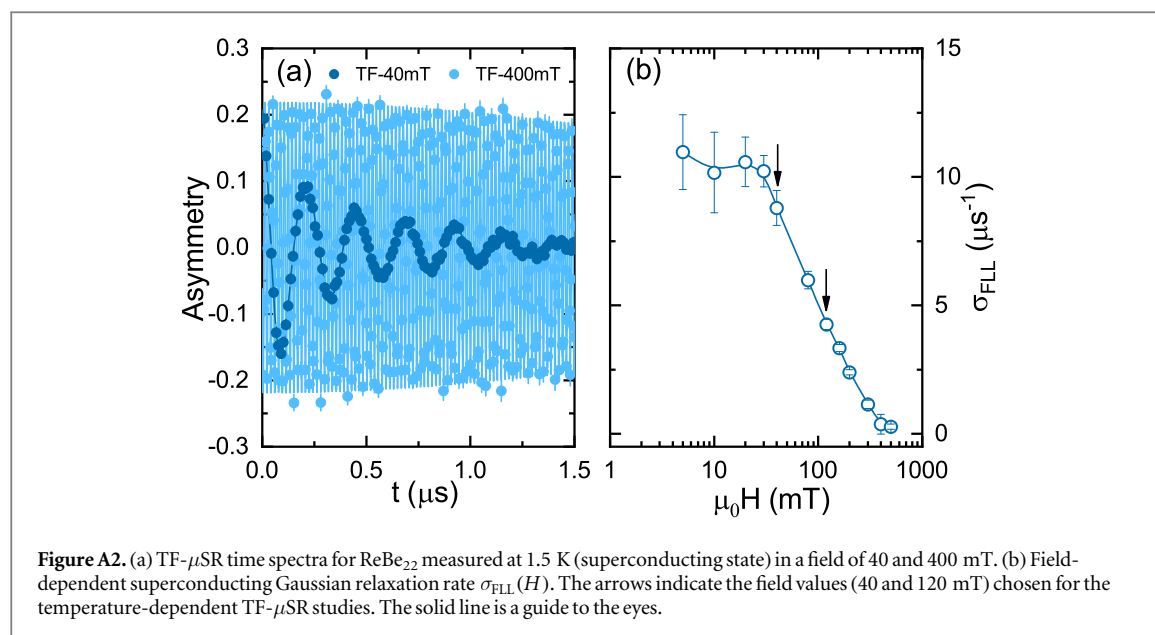 (a)
TF-40mT
TF-400mT
0.3
0.2
0.1
0.0
-0.1
-0.2
-0.3
Asymmetry
0.0
0.5
1.0
1.5
t (μs)
(b)
15
10
5
0
σFLL (μs⁻¹)
1
10
100
1000
μ₀H (mT)
Figure A2. (a) TF-μSR time spectra for ReBe₂₂ measured at 1.5 K (superconducting state) in a field of 40 and 400 mT. (b) Field-
dependent superconducting Gaussian relaxation rate σFLL(H). The arrows indicate the field values (40 and 120 mT) chosen for the
temperature-dependent TF-μSR studies. The solid line is a guide to the eyes.